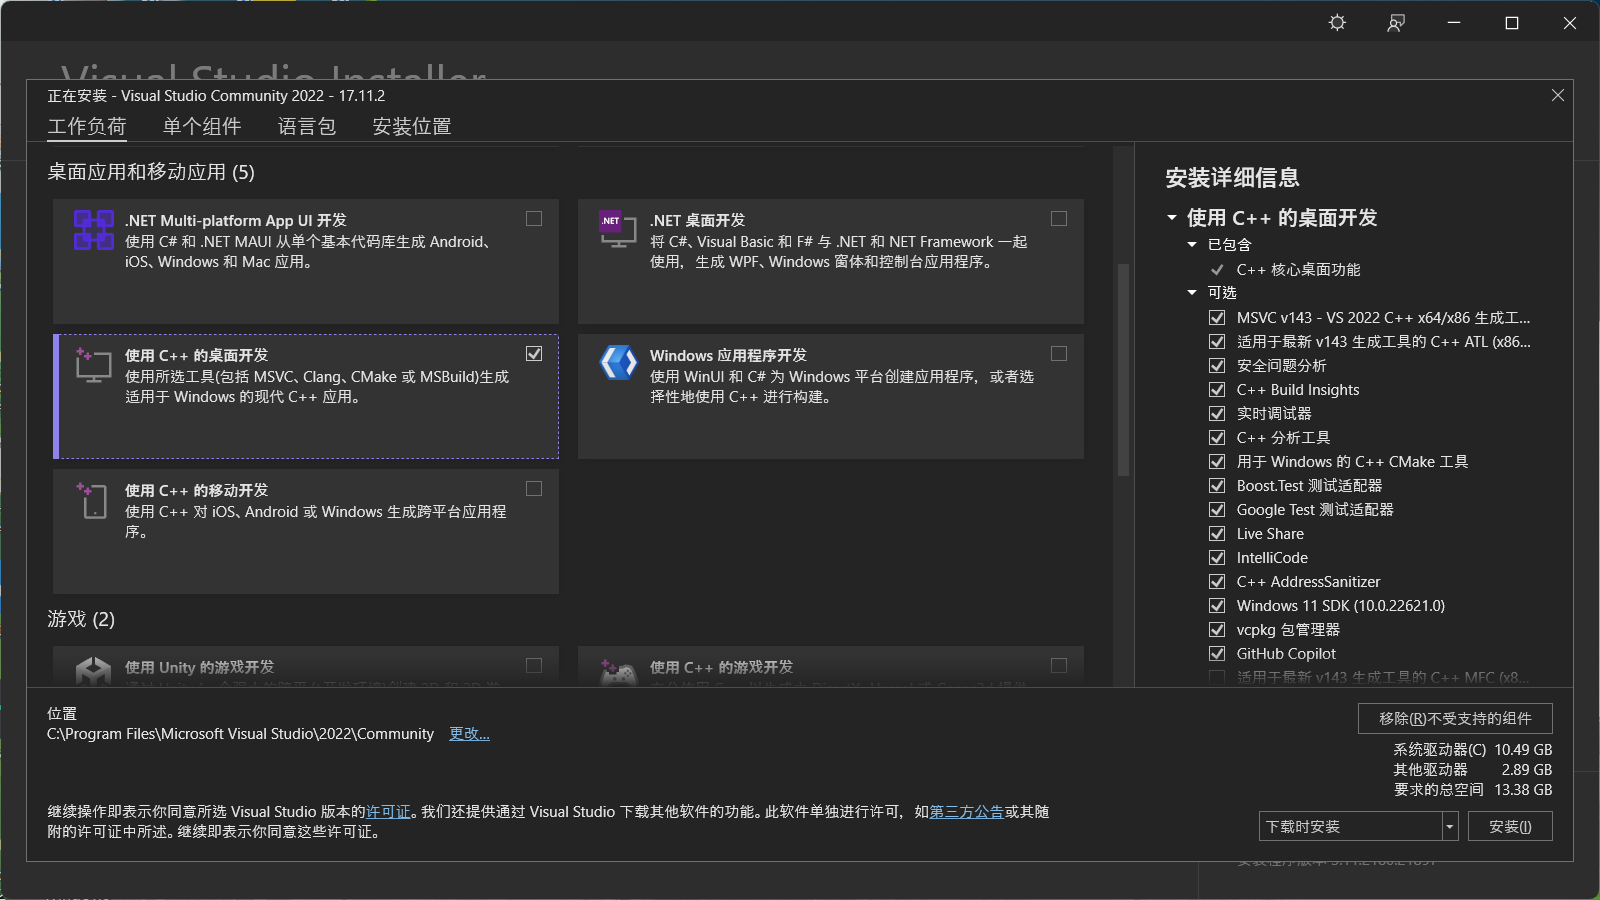 Visual Studio Installer
正在安装 - Visual Studio Community 2022 - 17.11.2
工作负荷
单个组件
语言包
安装位置
桌面应用和移动应用 (5)
.NET Multi-platform App UI 开发
使用 C# 和 .NET MAUI 从单个基本代码库生成 Android、
iOS、Windows 和 Mac 应用。
.NET
.NET 桌面开发
将 C#、Visual Basic 和 F# 与 .NET 和 NET Framework 一起
使用，生成 WPF、Windows 窗体和控制台应用程序。
使用 C++ 的桌面开发
使用所选工具(包括 MSVC、Clang、CMake 或 MSBuild)生成
适用于 Windows 的现代 C++ 应用。
Windows 应用程序开发
使用 WinUI 和 C# 为 Windows 平台创建应用程序，或者选
择性地使用 C++ 进行构建。
使用 C++ 的移动开发
使用 C++ 对 iOS、Android 或 Windows 生成跨平台应用程
序。
游戏 (2)
使用 Unity 的游戏开发
使用 C++ 的游戏开发
安装详细信息
使用 C++ 的桌面开发
已包含
C++ 核心桌面功能
可选
MSVC v143 - VS 2022 C++ x64/x86 生成工...
适用于最新 v143 生成工具的 C++ ATL (x86...
安全问题分析
C++ Build Insights
实时调试器
C++ 分析工具
用于 Windows 的 C++ CMake 工具
Boost.Test 测试适配器
Google Test 测试适配器
Live Share
IntelliCode
C++ AddressSanitizer
Windows 11 SDK (10.0.22621.0)
vcpkg 包管理器
GitHub Copilot
适用于最新 v143 生成工具的 C++ MFC (x8...
位置
C:\Program Files\Microsoft Visual Studio\2022\Community 更改...
继续操作即表示你同意所选 Visual Studio 版本的许可证。我们还提供通过 Visual Studio 下载其他软件的功能。此软件单独进行许可，如第三方公告或其随
附的许可证中所述。继续即表示你同意这些许可证。
移除(R)不受支持的组件
系统驱动器(C) 10.49 GB
其他驱动器 2.89 GB
要求的总空间 13.38 GB
下载时安装
安装(I)